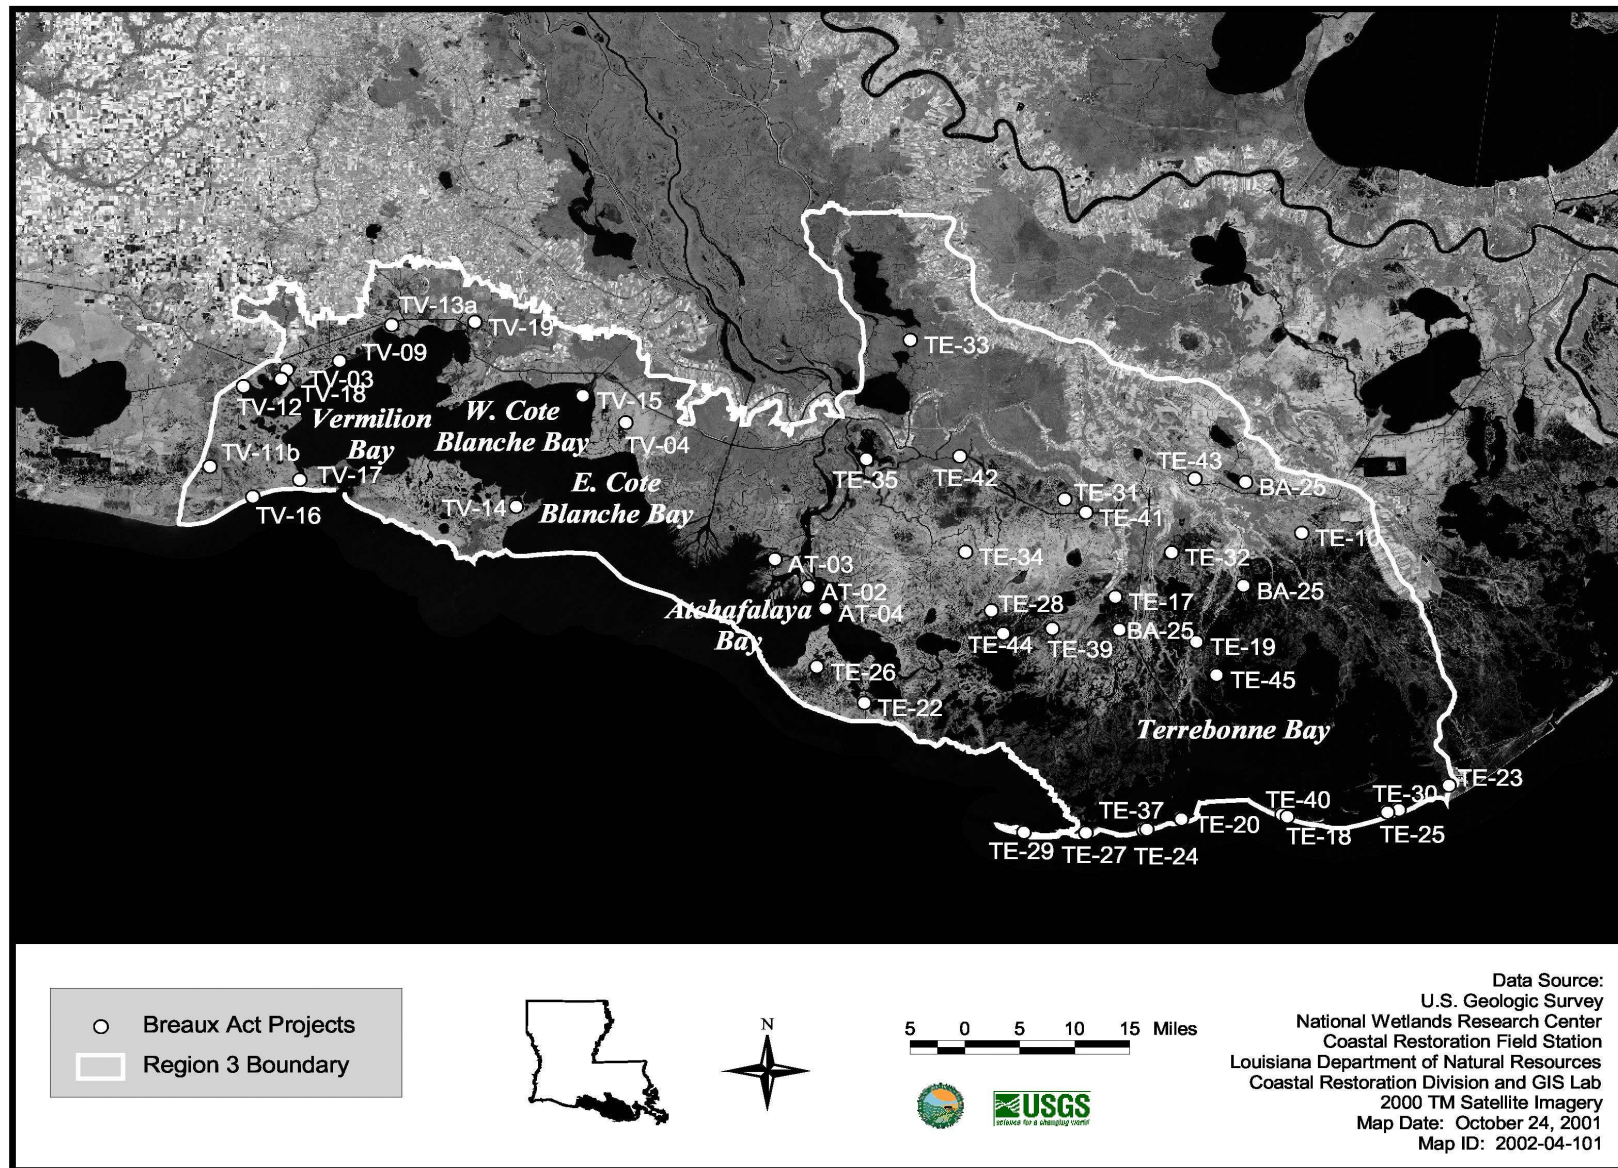 TV-13a
TV-19
TV-09
TE-33
TV-03
TV-18
TV-12
Vermilion
Bay
W. Cote
Blanche Bay
TV-15
TV-04
TV-11b
TV-17
TV-16
TV-14
E. Cote
Blanche Bay
TE-35
TE-42
TE-43
BA-25
TE-31
TE-41
TE-10
AT-03
AT-02
AT-04
Atchafalaya
Bay
TE-34
TE-32
BA-25
TE-28
TE-17
TE-44
TE-39
BA-25
TE-19
TE-26
TE-45
TE-22
Terrebonne Bay
TE-23
TE-37
TE-40
TE-30
TE-20
TE-18
TE-25
TE-29
TE-27
TE-24
Breaux Act Projects
Region 3 Boundary
N
5 0 5 10 15 Miles
USGS
science for a changing world
Data Source:
U.S. Geologic Survey
National Wetlands Research Center
Coastal Restoration Field Station
Louisiana Department of Natural Resources
Coastal Restoration Division and GIS Lab
2000 TM Satellite Imagery
Map Date: October 24, 2001
Map ID: 2002-04-101